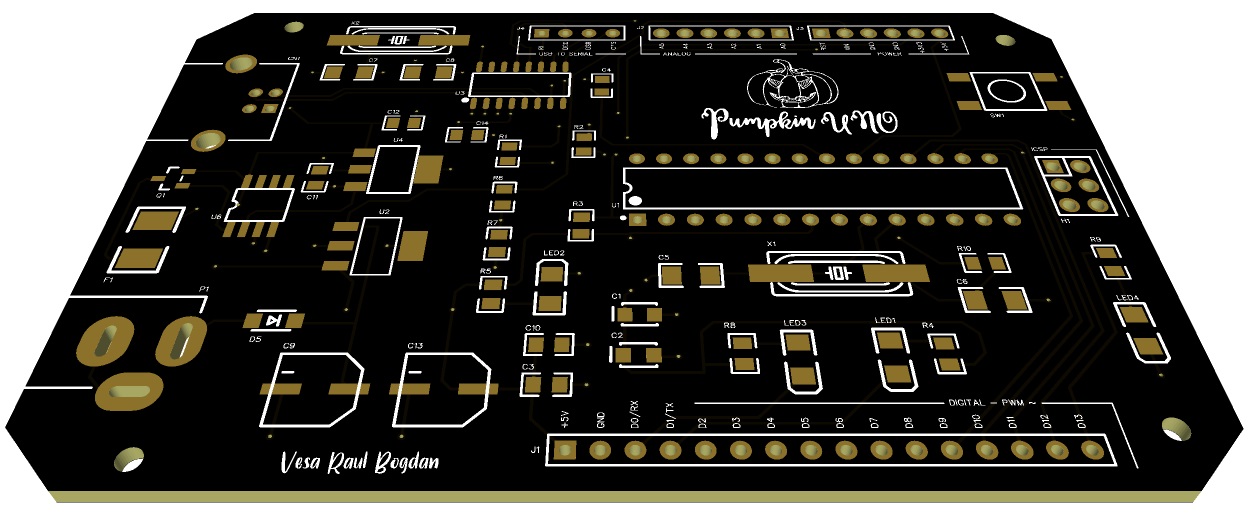 X2
J4
J2
J3
A5 A4 A3 A2 A1 A0
USB TO SERIAL
ANALOG
POWER
CN1
C7
C8
U3
C4
SW1
Pumpkin UNO
C12
C14
R1
R2
U4
ICSP
Q1
C11
R6
U6
U2
R3
U1
H1
R7
F1
LED2
C5
X1
R10
R9
R5
C6
P1
C1
LED4
D5
C10
C2
R8
LED3
LED1
R4
C9
C13
C3
DIGITAL - PWM ~
+5V GND D0/RX D1/TX D2 D3 D4 D5 D6 D7 D8 D9 D10 D11 D12 D13
J1
Vesa Raul Bogdan